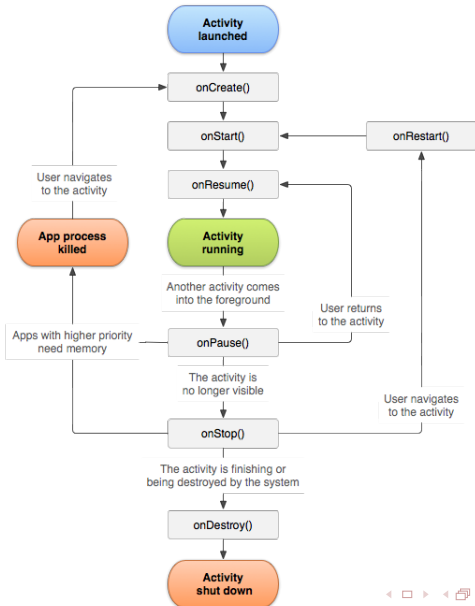 Activity
launched
onCreate()
onStart()
onRestart()
User navigates
to the activity
onResume()
App process
killed
Activity
running
Another activity comes
into the foreground
User returns
to the activity
Apps with higher priority
need memory
onPause()
The activity is
no longer visible
User navigates
to the activity
onStop()
The activity is finishing or
being destroyed by the system
onDestroy()
Activity
shut down